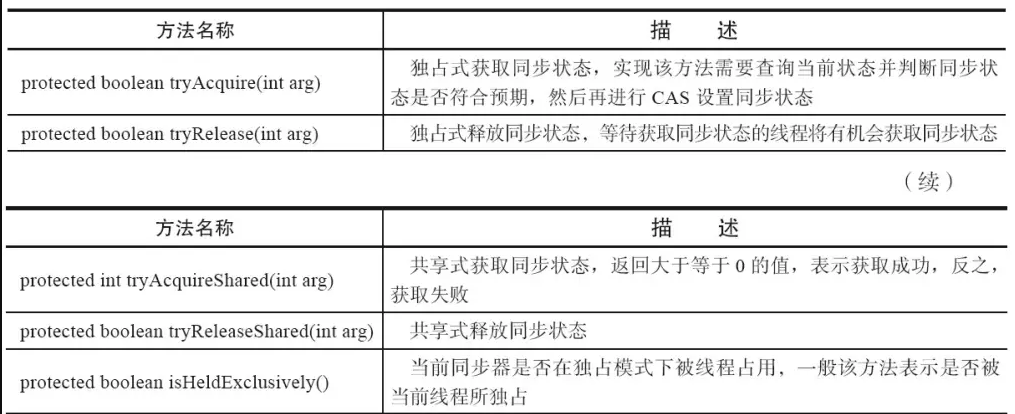 方法名称 描 述
protected boolean tryAcquire(int arg) 独占式获取同步状态，实现该方法需要查询当前状态并判断同步状
态是否符合预期，然后再进行 CAS 设置同步状态
protected boolean tryRelease(int arg) 独占式释放同步状态，等待获取同步状态的线程将有机会获取同步状态
（续）
方法名称 描 述
protected int tryAcquireShared(int arg) 共享式获取同步状态，返回大于等于 0 的值，表示获取成功，反之，
获取失败
protected boolean tryReleaseShared(int arg) 共享式释放同步状态
protected boolean isHeldExclusively() 当前同步器是否在独占模式下被线程占用，一般该方法表示是否被
当前线程所独占